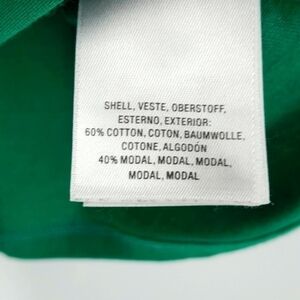 SHELL, VESTE, OBERSTOFF,
ESTERNO, EXTERIOR:
60% COTTON, COTON, BAUMWOLLE,
COTONE, ALGODÓN
40% MODAL, MODAL, MODAL,
MODAL, MODAL